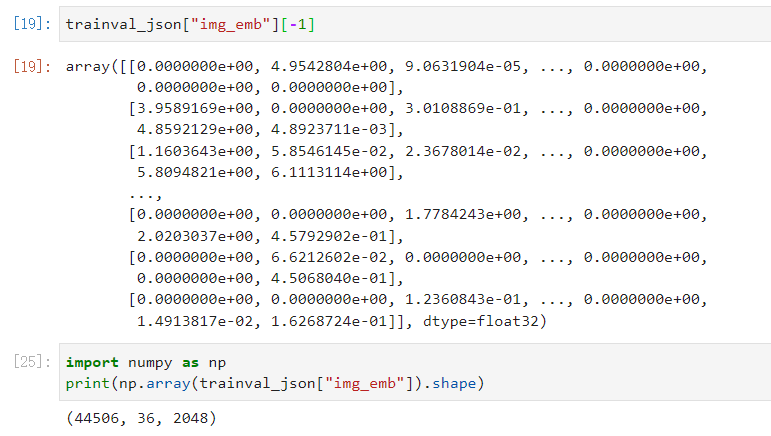 [19]: trainval_json["img_emb"][-1]
[19]: array([[0.0000000e+00, 4.9542804e+00, 9.0631904e-05, ..., 0.0000000e+00,
0.0000000e+00, 0.0000000e+00],
[3.9589169e+00, 0.0000000e+00, 3.0108869e-01, ..., 0.0000000e+00,
4.8592129e+00, 4.8923711e-03],
[1.1603643e+00, 5.8546145e-02, 2.3678014e-02, ..., 0.0000000e+00,
5.8094821e+00, 6.1113114e+00],
...,
[0.0000000e+00, 0.0000000e+00, 1.7784243e+00, ..., 0.0000000e+00,
2.0203037e+00, 4.5792902e-01],
[0.0000000e+00, 6.6212602e-02, 0.0000000e+00, ..., 0.0000000e+00,
0.0000000e+00, 4.5068040e-01],
[0.0000000e+00, 0.0000000e+00, 1.2360843e-01, ..., 0.0000000e+00,
1.4913817e-02, 1.6268724e-01]], dtype=float32)
[25]: import numpy as np
print(np.array(trainval_json["img_emb"]).shape)
(44506, 36, 2048)